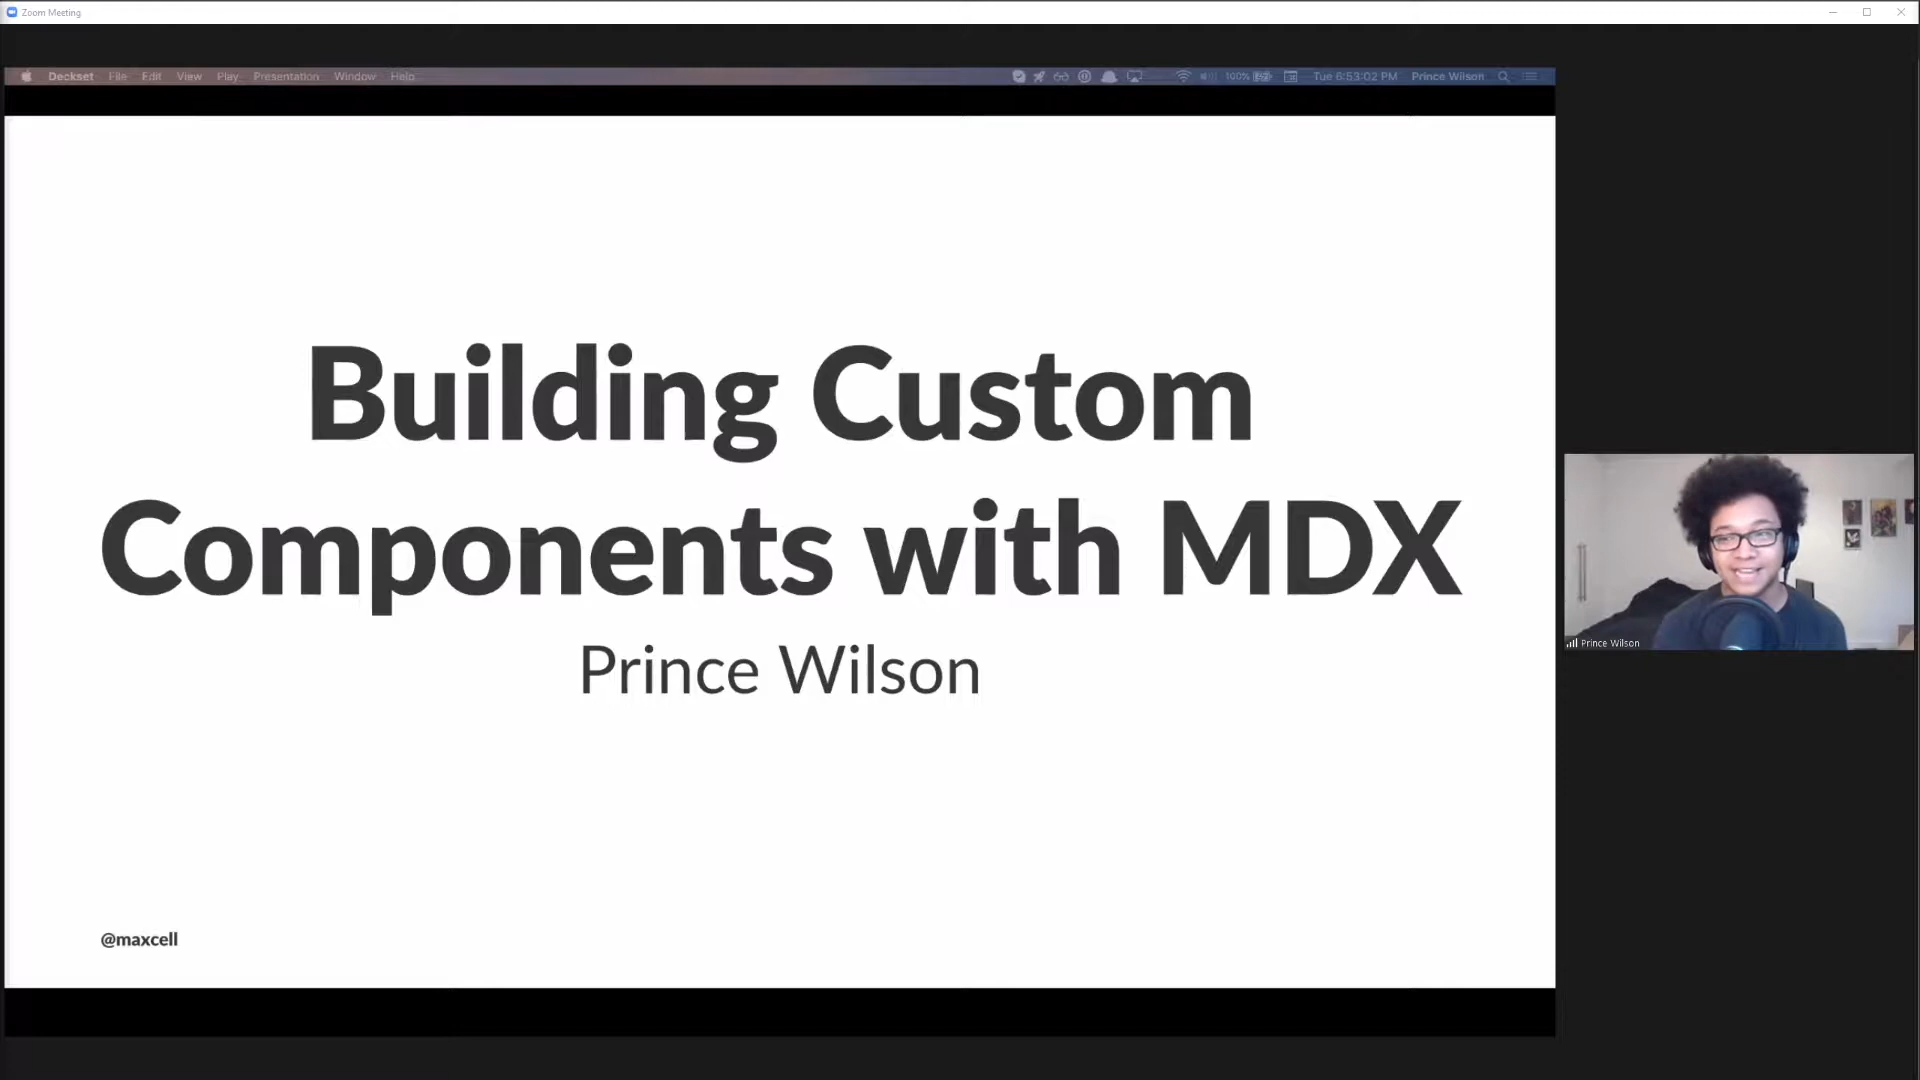 Zoom Meeting
Deckset File Edit View Play Presentation Window Help
100% Tue 6:53:02 PM Prince Wilson
Building Custom
Components with MDX
Prince Wilson
@maxcell
Prince Wilson